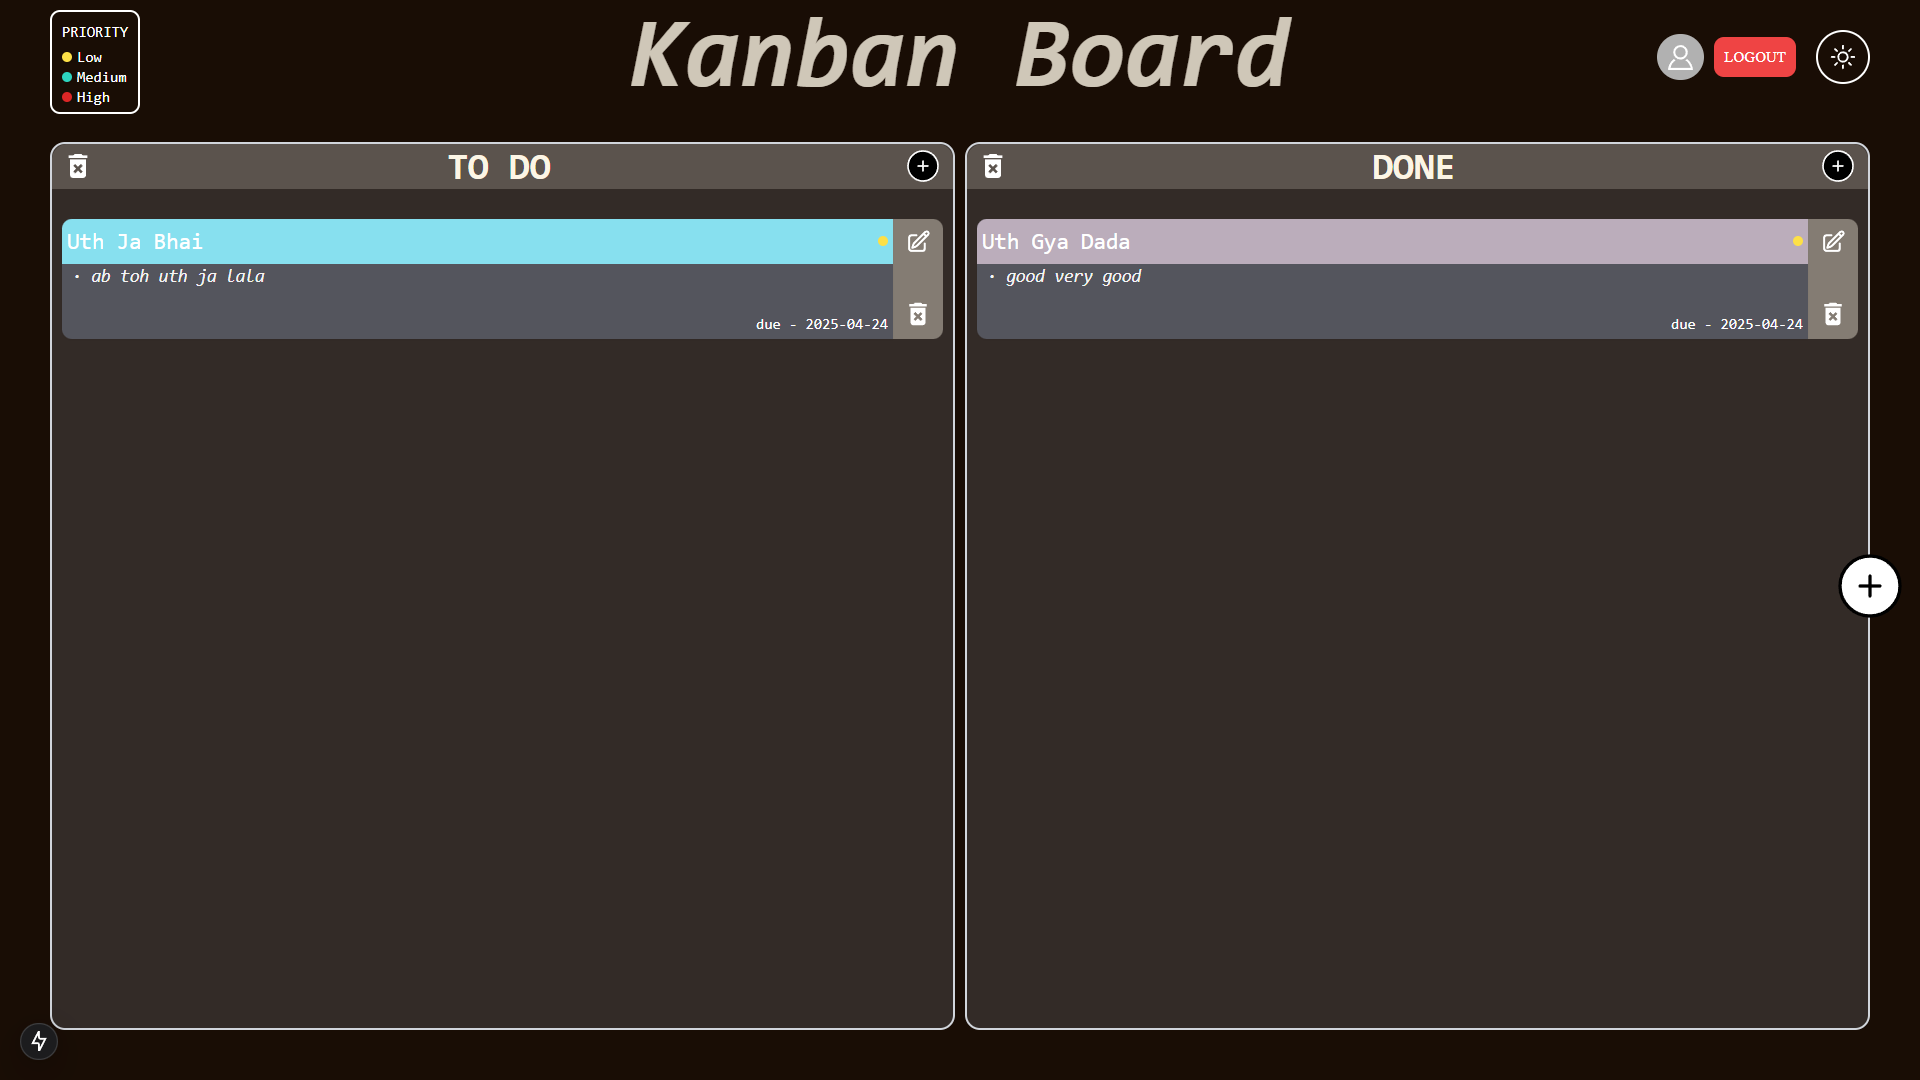 PRIORITY
Low
Medium
High
Kanban Board
LOGOUT
TO DO
Uth Ja Bhai
· ab toh uth ja lala
due - 2025-04-24
DONE
Uth Gya Dada
· good very good
due - 2025-04-24